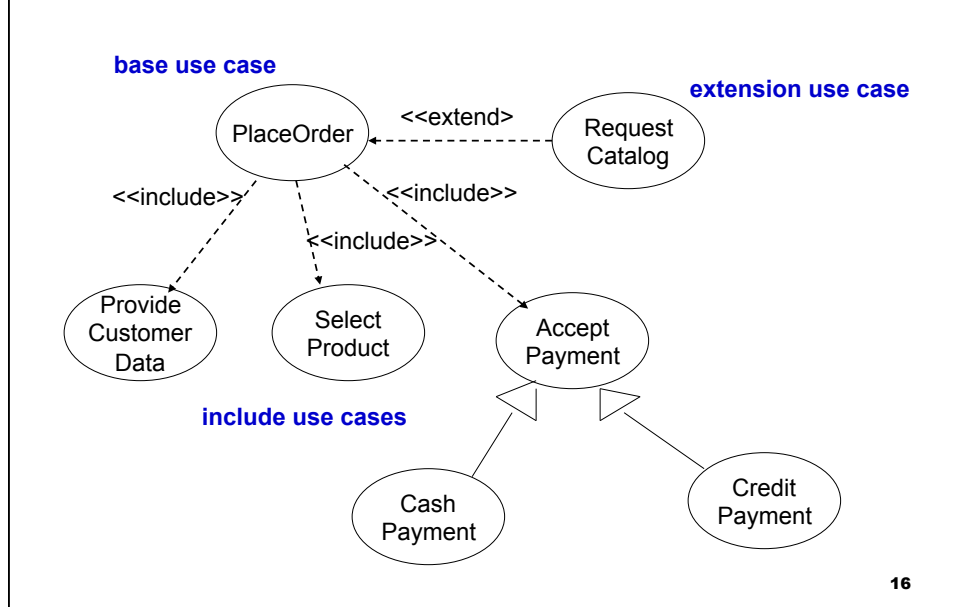 base use case
extension use case
PlaceOrder
<<extend>
Request
Catalog
<<include>>
<<include>>
<<include>>
Provide
Customer
Data
Select
Product
Accept
Payment
include use cases
Cash
Payment
Credit
Payment
16